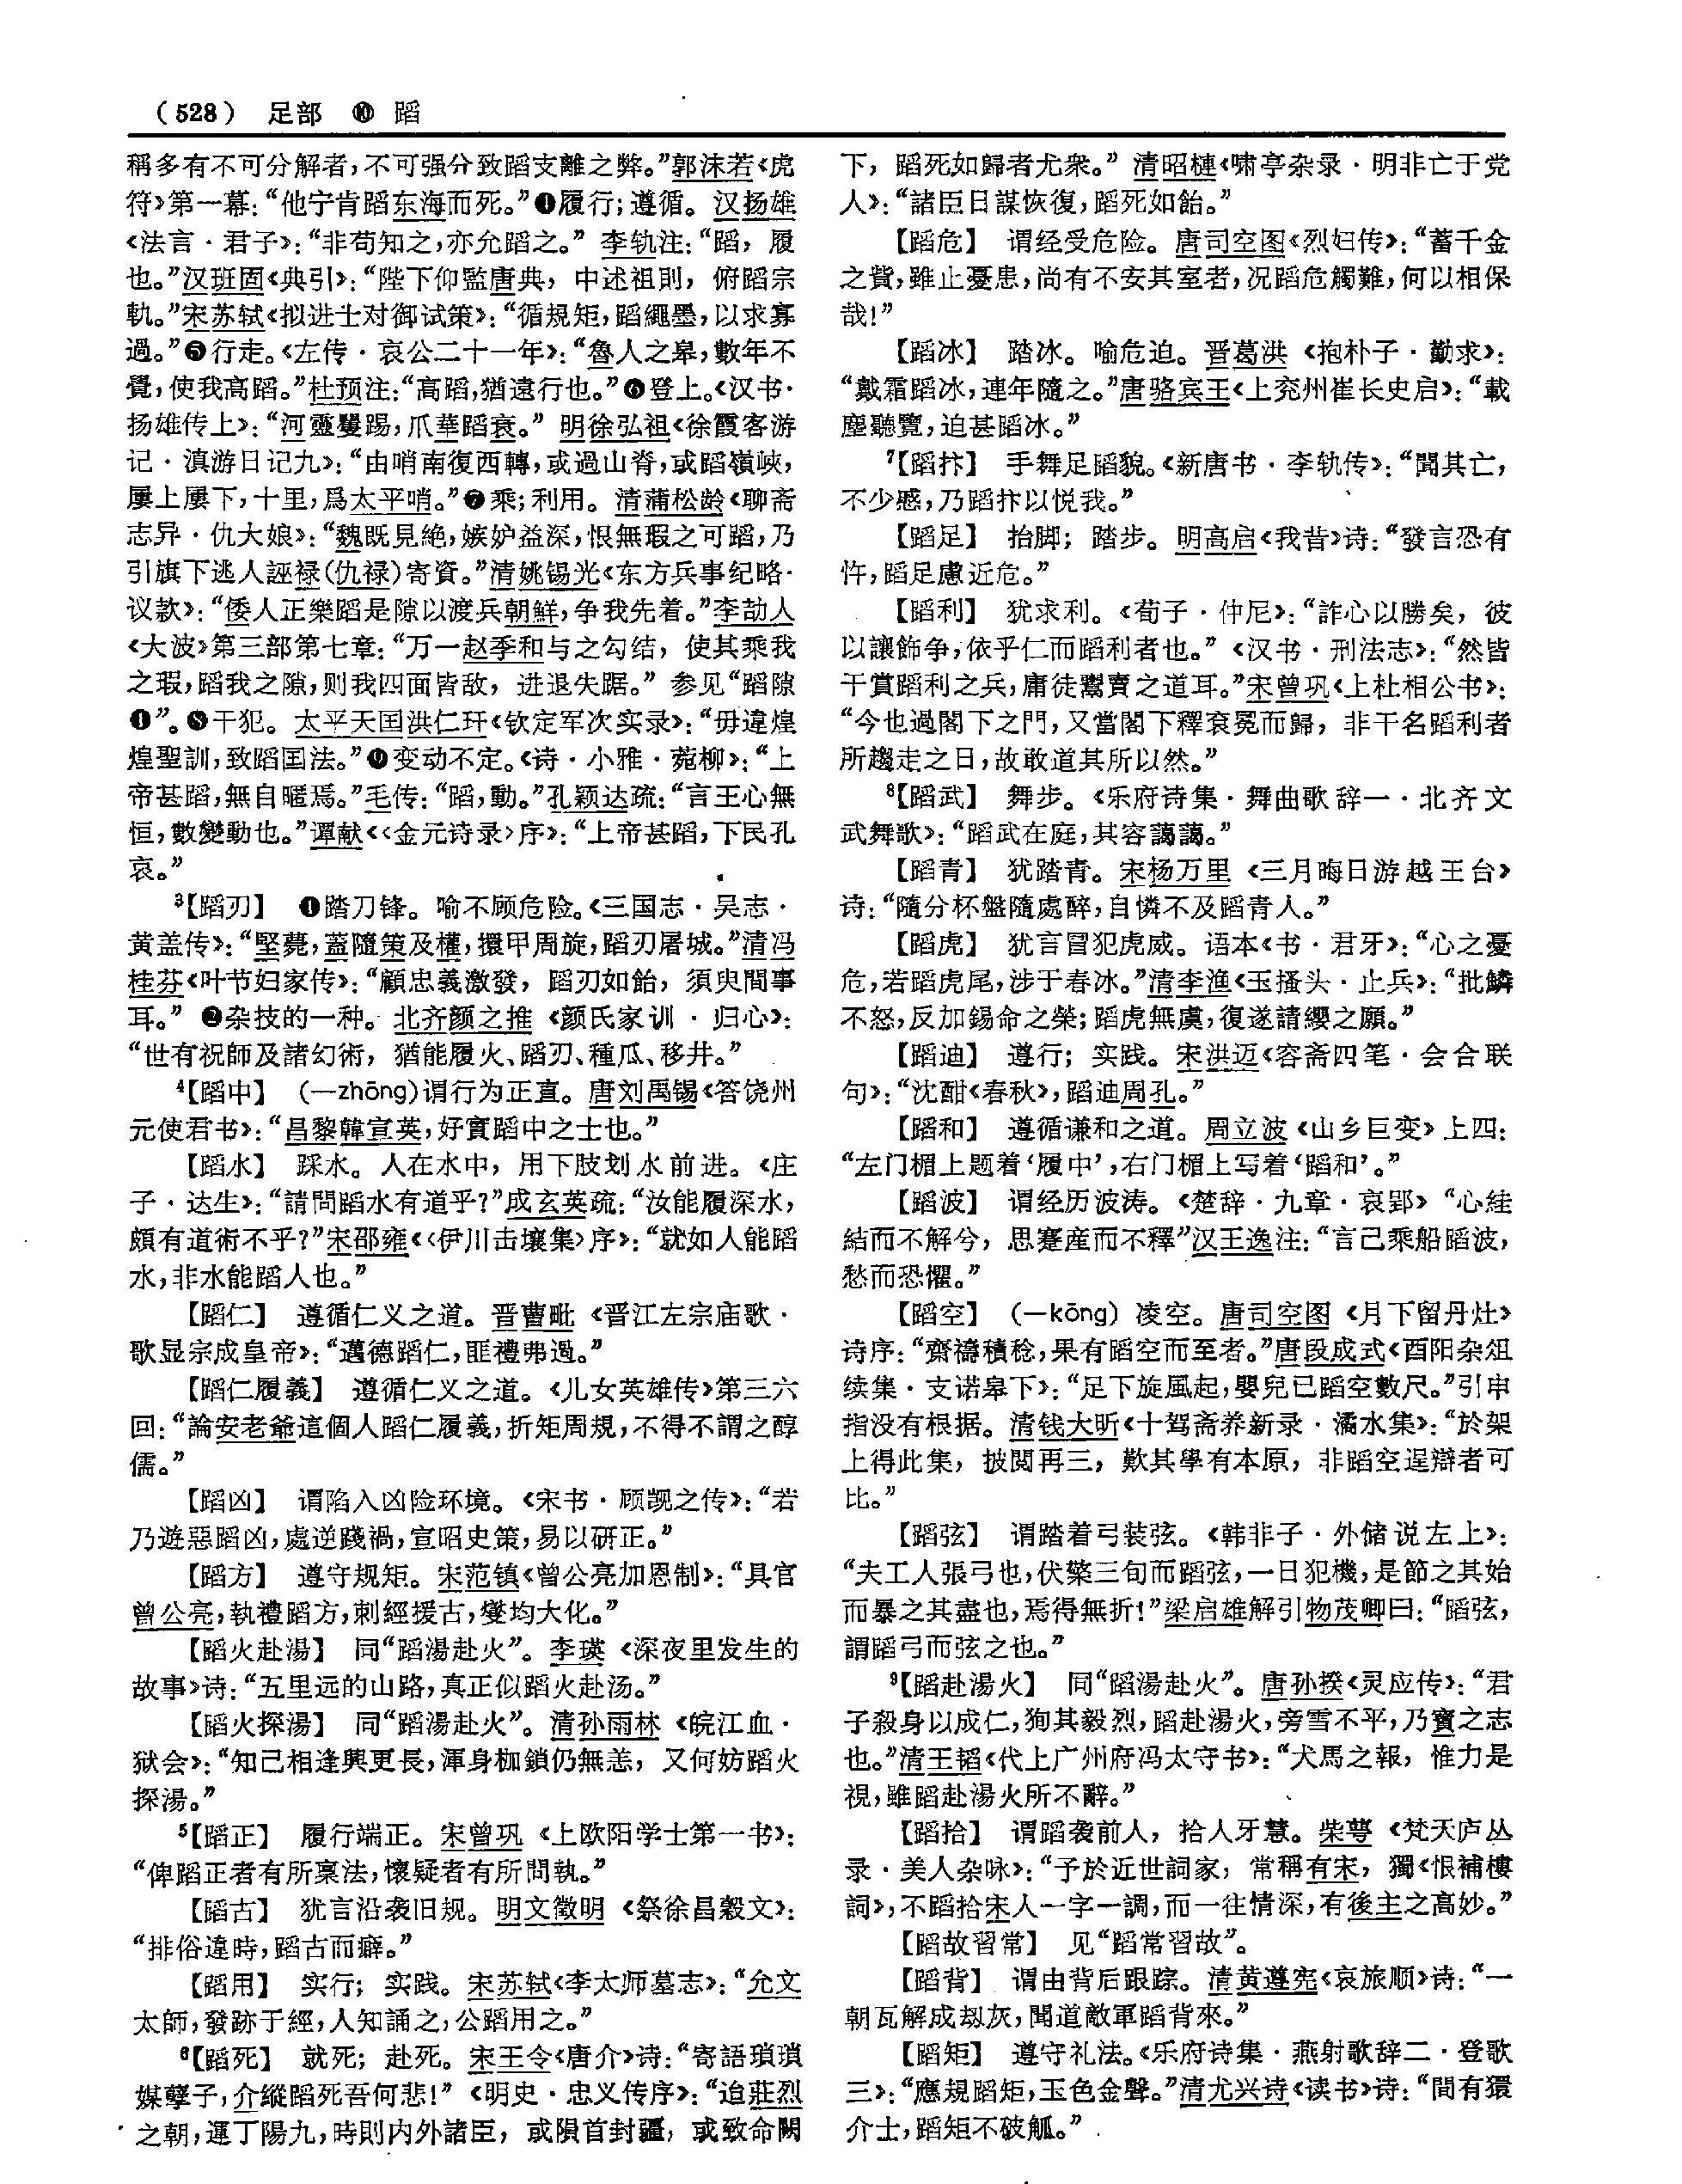 （528） 足部 ❿ 蹈
稱多有不可分解者，不可强分致蹈支離之弊。”郭沫若《虎
符》第一幕：“他宁肯蹈东海而死。”❹履行；遵循。汉扬雄
《法言·君子》：“非苟知之，亦允蹈之。”李轨注：“蹈，履
也。”汉班固《典引》：“陛下仰監唐典，中述祖則，俯蹈宗
軌。”宋苏轼《拟进士对御试策》：“循規矩，蹈繩墨，以求寡
過。”❺行走。《左传·哀公二十一年》：“魯人之皋，數年不
覺，使我高蹈。”杜预注：“高蹈，猶遠行也。”❻登上。《汉书·
扬雄传上》：“河靈矍踢，爪華蹈衰。”明徐弘祖《徐霞客游
记·滇游日记九》：“由哨南復西轉，或過山脊，或蹈嶺峽，
屢上屢下，十里，爲太平哨。”❼乘；利用。清蒲松龄《聊斋
志异·仇大娘》：“魏既見絶，嫉妒益深，恨無瑕之可蹈，乃
引旗下逃人誣禄（仇禄）寄資。”清姚锡光《东方兵事纪略·
议款》：“倭人正樂蹈是隙以渡兵朝鮮，争我先着。”李劼人
《大波》第三部第七章：“万一赵季和与之勾结，使其乘我
之瑕，蹈我之隙，则我四面皆敌，进退失踞。”参见“蹈隙
❶”。❽干犯。太平天囯洪仁玕《钦定军次实录》：“毋違煌
煌聖訓，致蹈囯法。”❾变动不定。《诗·小雅·菀柳》：“上
帝甚蹈，無自暱焉。”毛传：“蹈，動。”孔颖达疏：“言王心無
恒，數變動也。”谭献《〈金元诗录〉序》：“上帝甚蹈，下民孔
哀。”
³【蹈刃】 ❶踏刀锋。喻不顾危险。《三国志·吴志·
黄盖传》：“堅薨，蓋隨策及權，擐甲周旋，蹈刃屠城。”清冯
桂芬《叶节妇家传》：“顧忠義激發，蹈刃如飴，須臾間事
耳。”❷杂技的一种。北齐颜之推《颜氏家训·归心》：
“世有祝師及諸幻術，猶能履火、蹈刃、種瓜、移井。”
⁴【蹈中】 （一zhōng）谓行为正直。唐刘禹锡《答饶州
元使君书》：“昌黎韓宣英，好實蹈中之士也。”
【蹈水】 踩水。人在水中，用下肢划水前进。《庄
子·达生》：“請問蹈水有道乎？”成玄英疏：“汝能履深水，
頗有道術不乎？”宋邵雍《〈伊川击壤集〉序》：“就如人能蹈
水，非水能蹈人也。”
【蹈仁】 遵循仁义之道。晋曹毗《晋江左宗庙歌·
歌显宗成皇帝》：“邁德蹈仁，匪禮弗過。”
【蹈仁履義】 遵循仁义之道。《儿女英雄传》第三六
回：“論安老爺這個人蹈仁履義，折矩周規，不得不謂之醇
儒。”
【蹈凶】 谓陷入凶险环境。《宋书·顾觊之传》：“若
乃遊惡蹈凶，處逆踐禍，宣昭史策，易以研正。”
【蹈方】 遵守规矩。宋范镇《曾公亮加恩制》：“具官
曾公亮，執禮蹈方，刺經援古，燮均大化。”
【蹈火赴湯】 同“蹈湯赴火”。李瑛《深夜里发生的
故事》诗：“五里远的山路，真正似蹈火赴汤。”
【蹈火探湯】 同“蹈湯赴火”。清孙雨林《皖江血·
狱会》：“知己相逢興更長，渾身枷鎖仍無恙，又何妨蹈火
探湯。”
⁵【蹈正】 履行端正。宋曾巩《上欧阳学士第一书》：
“俾蹈正者有所稟法，懷疑者有所問執。”
【蹈古】 犹言沿袭旧规。明文徵明《祭徐昌穀文》：
“排俗違時，蹈古而癖。”
【蹈用】 实行；实践。宋苏轼《李太师墓志》：“允文
太師，發跡于經，人知誦之，公蹈用之。”
⁶【蹈死】 就死；赴死。宋王令《唐介》诗：“寄語瑣瑣
媒孽子，介縱蹈死吾何悲！”《明史·忠义传序》：“迨莊烈
之朝，運丁陽九，時則内外諸臣，或隕首封疆，或致命闕
下，蹈死如歸者尤衆。”清昭槤《啸亭杂录·明非亡于党
人》：“諸臣日謀恢復，蹈死如飴。”
【蹈危】 谓经受危险。唐司空图《烈妇传》：“蓄千金
之貲，雖止憂患，尚有不安其室者，况蹈危觸難，何以相保
哉！”
【蹈冰】 踏冰。喻危迫。晋葛洪《抱朴子·勤求》：
“戴霜蹈冰，連年隨之。”唐骆宾王《上兖州崔长史启》：“載
塵聽覽，迫甚蹈冰。”
⁷【蹈抃】 手舞足蹈貌。《新唐书·李轨传》：“聞其亡，
不少慼，乃蹈抃以悦我。”
【蹈足】 抬脚；踏步。明高启《我昔》诗：“發言恐有
忤，蹈足慮近危。”
【蹈利】 犹求利。《荀子·仲尼》：“詐心以勝矣，彼
以讓飾争，依乎仁而蹈利者也。”《汉书·刑法志》：“然皆
干賞蹈利之兵，庸徒鬻賣之道耳。”宋曾巩《上杜相公书》：
“今也過閤下之門，又當閤下釋衮冕而歸，非干名蹈利者
所趨走之日，故敢道其所以然。”
⁸【蹈武】 舞步。《乐府诗集·舞曲歌辞一·北齐文
武舞歌》：“蹈武在庭，其容藹藹。”
【蹈青】 犹踏青。宋杨万里《三月晦日游越王台》
诗：“隨分杯盤隨處醉，自憐不及蹈青人。”
【蹈虎】 犹言冒犯虎威。语本《书·君牙》：“心之憂
危，若蹈虎尾，涉于春冰。”清李渔《玉搔头·止兵》：“批鱗
不怒，反加錫命之榮；蹈虎無虞，復遂請纓之願。”
【蹈迪】 遵行；实践。宋洪迈《容斋四笔·会合联
句》：“沈酣《春秋》，蹈迪周孔。”
【蹈和】 遵循谦和之道。周立波《山乡巨变》上四：
“左门楣上题着‘履中’，右门楣上写着‘蹈和’。”
【蹈波】 谓经历波涛。《楚辞·九章·哀郢》“心絓
結而不解兮，思蹇産而不釋”汉王逸注：“言己乘船蹈波，
愁而恐懼。”
【蹈空】 （一kōng）凌空。唐司空图《月下留丹灶》
诗序：“齋禱積稔，果有蹈空而至者。”唐段成式《酉阳杂俎
续集·支诺皋下》：“足下旋風起，嬰兒已蹈空數尺。”引申
指没有根据。清钱大昕《十驾斋养新录·潏水集》：“於架
上得此集，披閲再三，歎其學有本原，非蹈空逞辯者可
比。”
【蹈弦】 谓踏着弓装弦。《韩非子·外储说左上》：
“夫工人張弓也，伏檠三旬而蹈弦，一日犯機，是節之其始
而暴之其盡也，焉得無折！”梁启雄解引物茂卿曰：“蹈弦，
謂蹈弓而弦之也。”
⁹【蹈赴湯火】 同“蹈湯赴火”。唐孙揆《灵应传》：“君
子殺身以成仁，狥其毅烈，蹈赴湯火，旁雪不平，乃寶之志
也。”清王韬《代上广州府冯太守书》：“犬馬之報，惟力是
視，雖蹈赴湯火所不辭。”
【蹈拾】 谓蹈袭前人，拾人牙慧。柴萼《梵天庐丛
录·美人杂咏》：“予於近世詞家，常稱有宋，獨《恨補樓
詞》，不蹈拾宋人一字一調，而一往情深，有後主之高妙。”
【蹈故習常】 见“蹈常習故”。
【蹈背】 谓由背后跟踪。清黄遵宪《哀旅顺》诗：“一
朝瓦解成劫灰，聞道敵軍蹈背來。”
【蹈矩】 遵守礼法。《乐府诗集·燕射歌辞二·登歌
三》：“應規蹈矩，玉色金聲。”清尤兴诗《读书》诗：“間有獧
介士，蹈矩不破觚。”